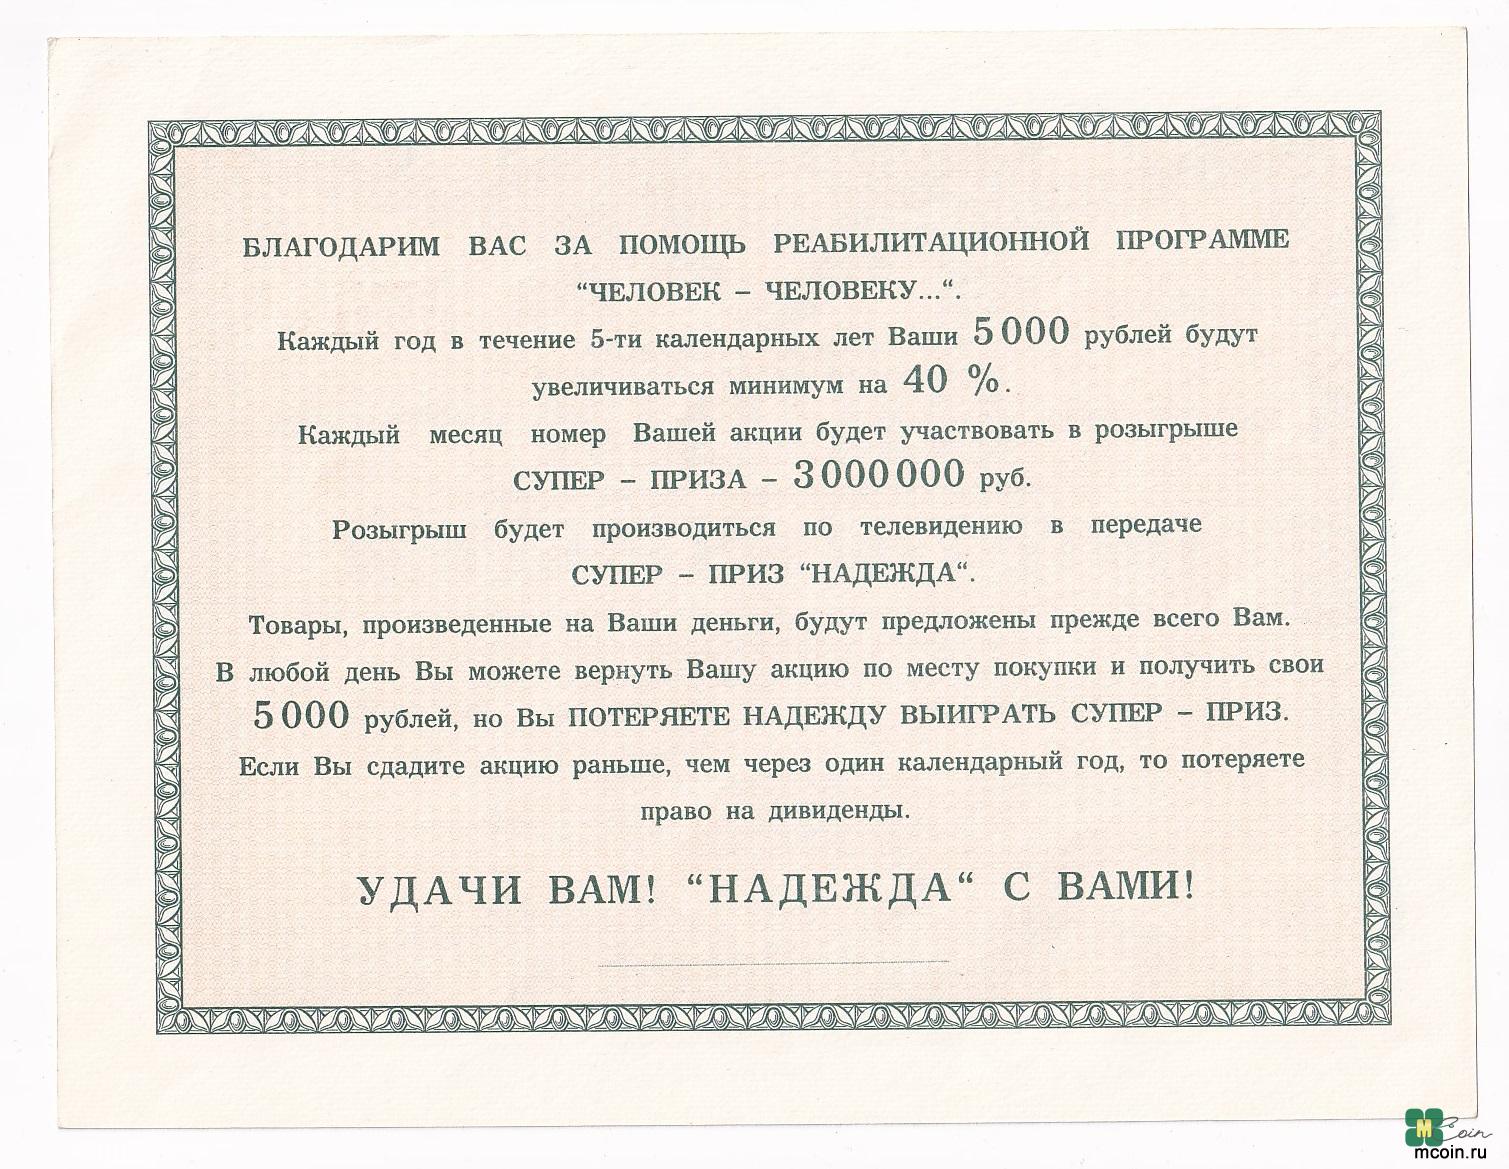 БЛАГОДАРИМ ВАС ЗА ПОМОЩЬ РЕАБИЛИТАЦИОННОЙ ПРОГРАММЕ
“ЧЕЛОВЕК – ЧЕЛОВЕКУ...“.
Каждый год в течение 5-ти календарных лет Ваши 5000 рублей будут
увеличиваться минимум на 40 %.
Каждый месяц номер Вашей акции будет участвовать в розыгрыше
СУПЕР – ПРИЗА – 3000000 руб.
Розыгрыш будет производиться по телевидению в передаче
СУПЕР – ПРИЗ “НАДЕЖДА“.
Товары, произведенные на Ваши деньги, будут предложены прежде всего Вам.
В любой день Вы можете вернуть Вашу акцию по месту покупки и получить свои
5000 рублей, но Вы ПОТЕРЯЕТЕ НАДЕЖДУ ВЫИГРАТЬ СУПЕР – ПРИЗ.
Если Вы сдадите акцию раньше, чем через один календарный год, то потеряете
право на дивиденды.
УДАЧИ ВАМ! “НАДЕЖДА“ С ВАМИ!
M Coin
mcoin.ru